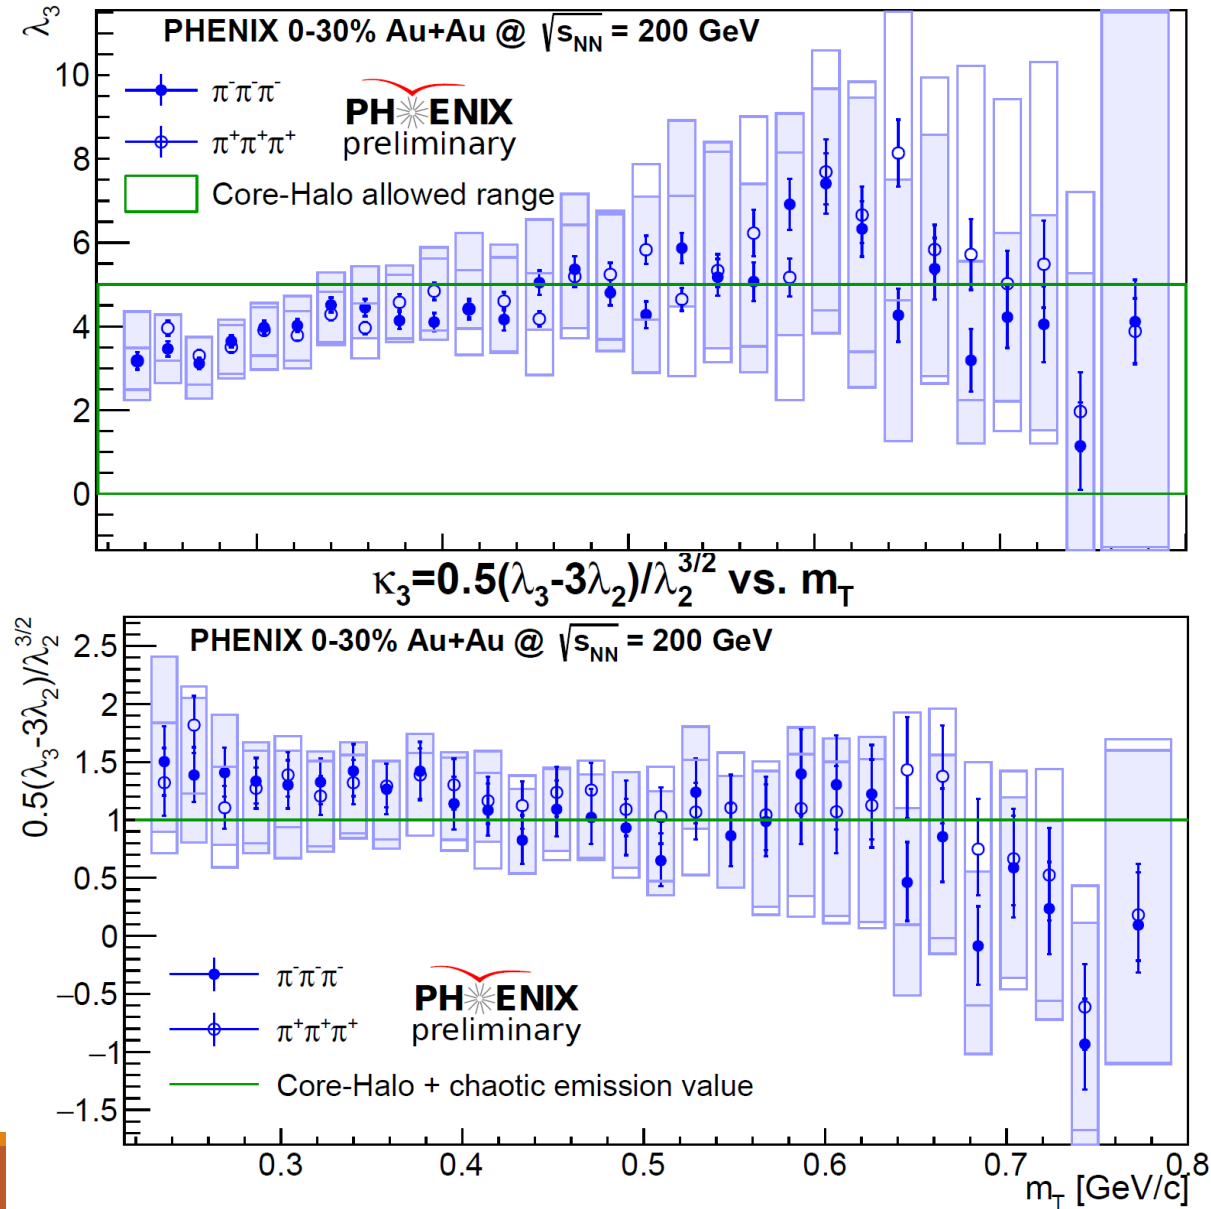 λ₃
PHENIX 0-30% Au+Au @ √s_NN = 200 GeV
10
8
6
4
2
0
π⁻π⁻π⁻
π⁺π⁺π⁺
PHENIX
preliminary
Core-Halo allowed range
κ₃=0.5(λ₃-3λ₂)/λ₂^3/2 vs. m_T
0.5(λ₃-3λ₂)/λ₂^3/2
PHENIX 0-30% Au+Au @ √s_NN = 200 GeV
2.5
2
1.5
1
0.5
0
−0.5
−1
−1.5
π⁻π⁻π⁻
π⁺π⁺π⁺
PHENIX
preliminary
Core-Halo + chaotic emission value
0.3 0.4 0.5 0.6 0.7 0.8
m_T [GeV/c]